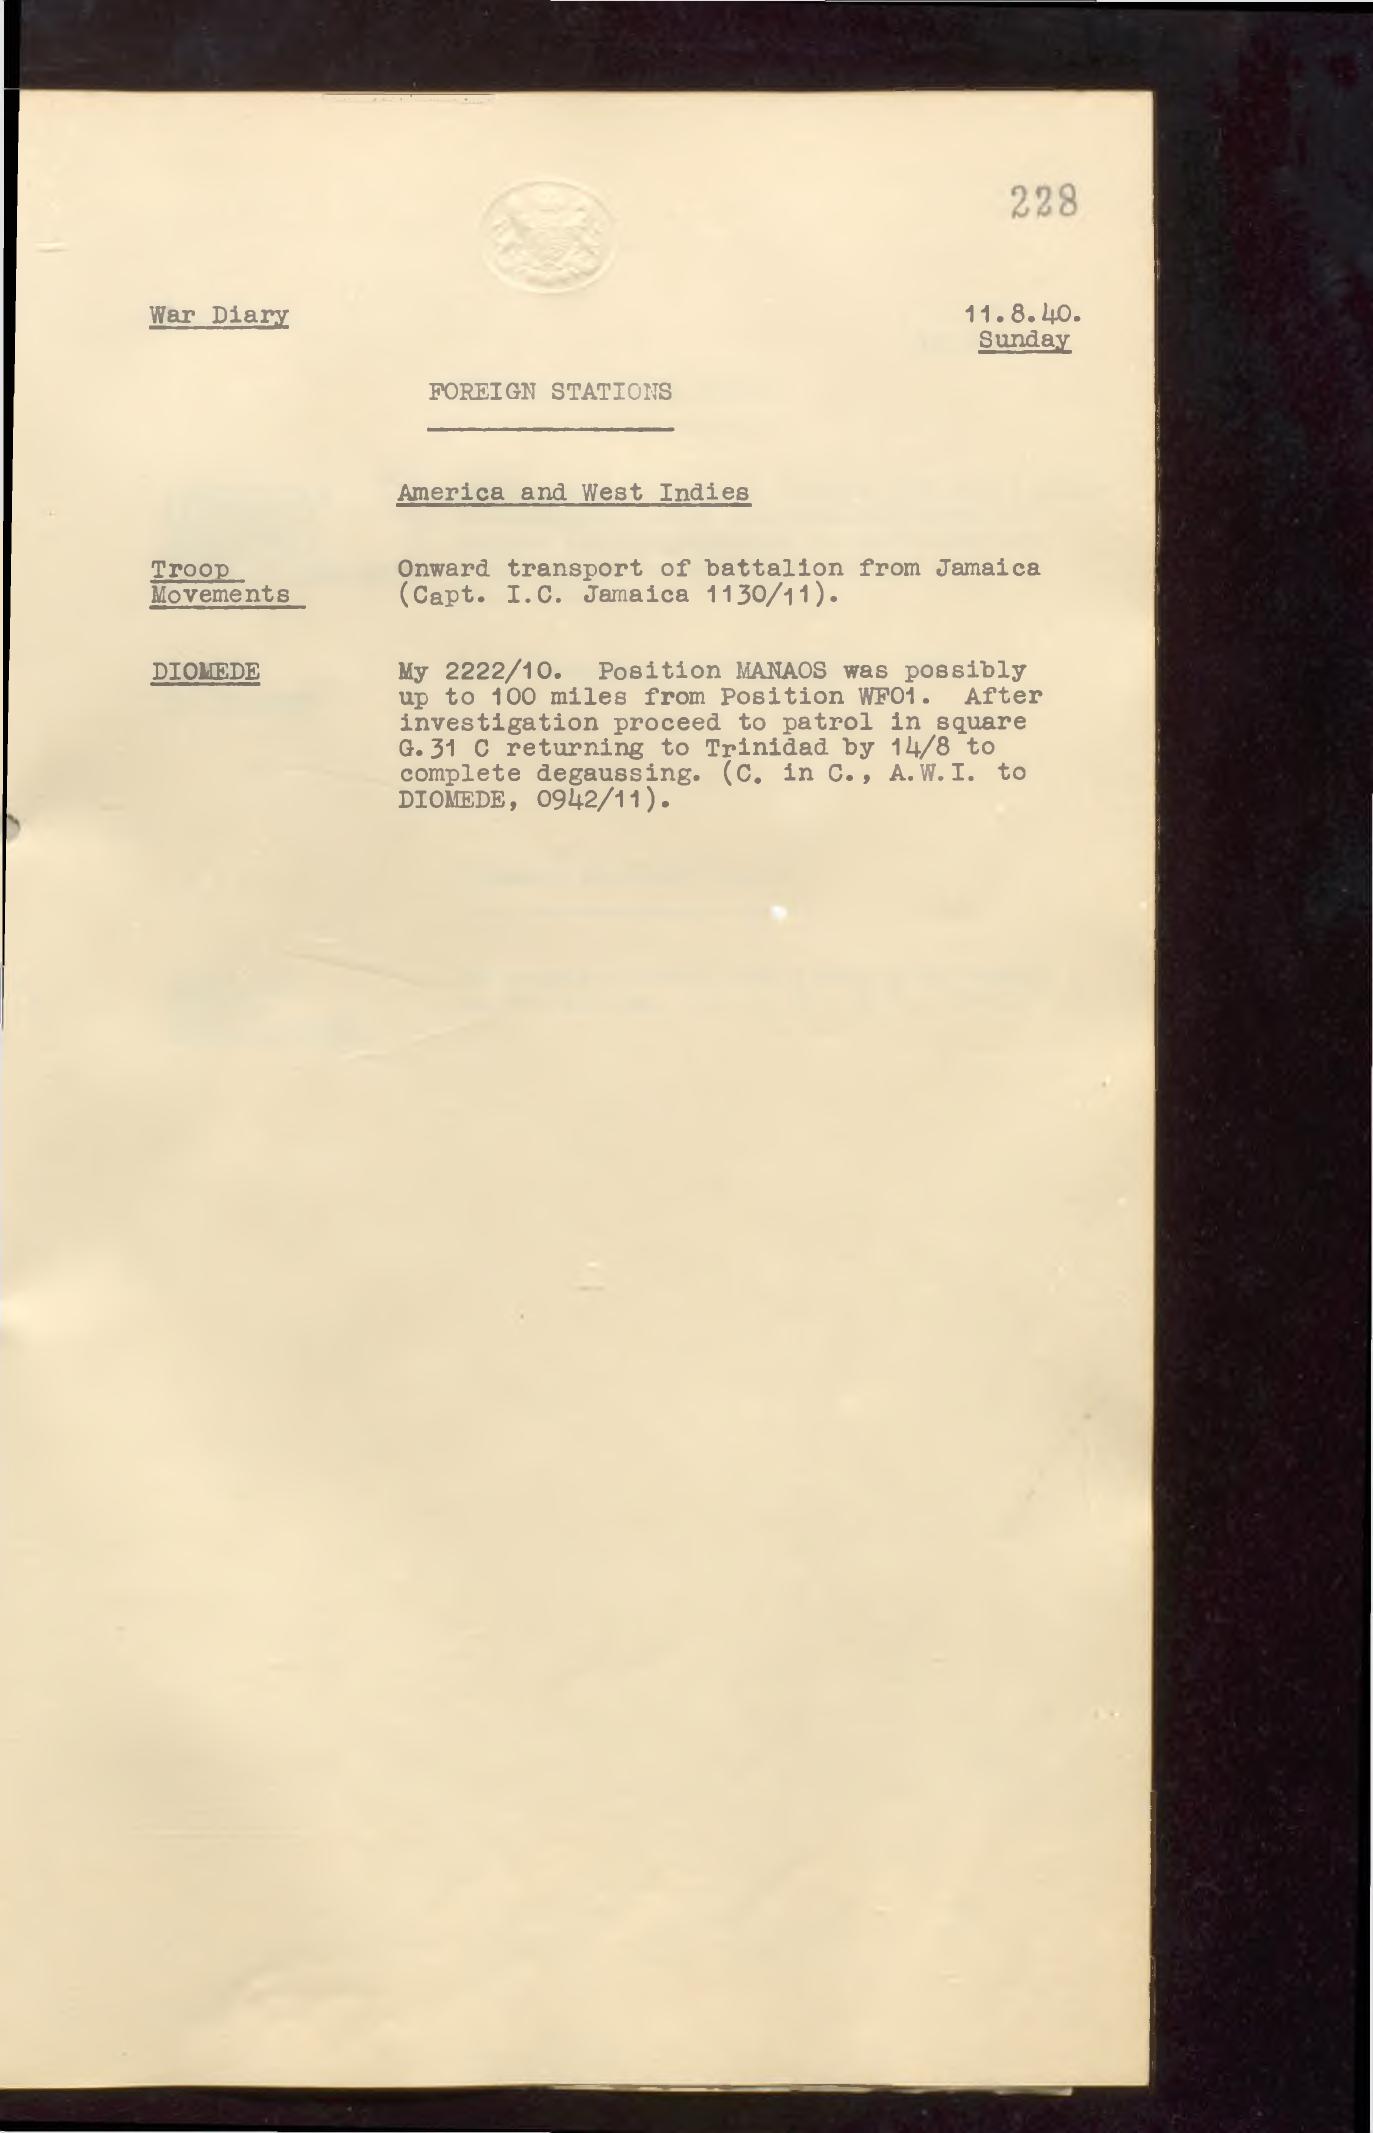 228
War Diary 11.8.40.
Sunday
FOREIGN STATIONS
America and West Indies
Troop Onward transport of battalion from Jamaica
Movements (Capt. I.C. Jamaica 1130/11).
DIOMEDE My 2222/10. Position MANAOS was possibly
up to 100 miles from Position WF01. After
investigation proceed to patrol in square
G.31 C returning to Trinidad by 14/8 to
complete degaussing. (C. in C., A.W.I. to
DIOMEDE, 0942/11).